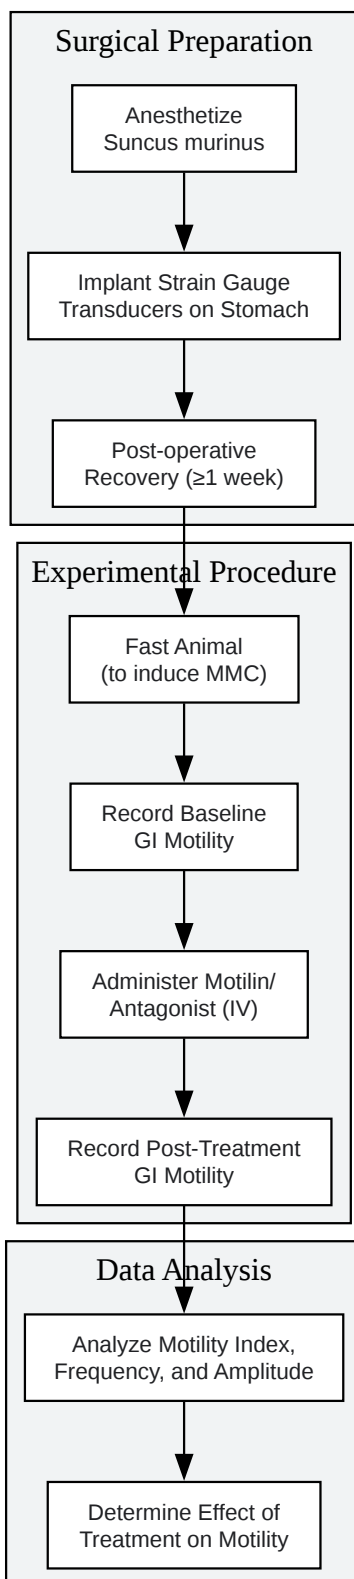 Surgical Preparation
Anesthetize
Suncus murinus
Implant Strain Gauge
Transducers on Stomach
Post-operative
Recovery (≥1 week)
Experimental Procedure
Fast Animal
(to induce MMC)
Record Baseline
GI Motility
Administer Motilin/
Antagonist (IV)
Record Post-Treatment
GI Motility
Data Analysis
Analyze Motility Index,
Frequency, and Amplitude
Determine Effect of
Treatment on Motility